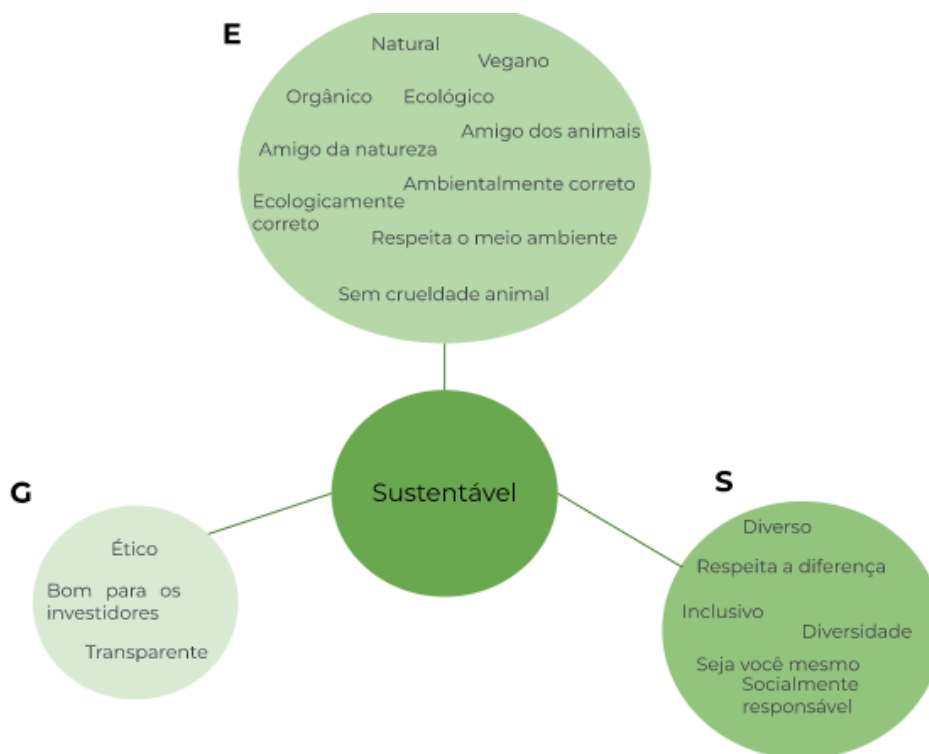 E
Natural
Vegano
Orgânico
Ecológico
Amigo dos animais
Amigo da natureza
Ambientalmente correto
Ecologicamente
correto
Respeita o meio ambiente
Sem crueldade animal
Sustentável
G
Ético
Bom para os
investidores
Transparente
S
Diverso
Respeita a diferença
Inclusivo
Diversidade
Seja você mesmo
Socialmente
responsável